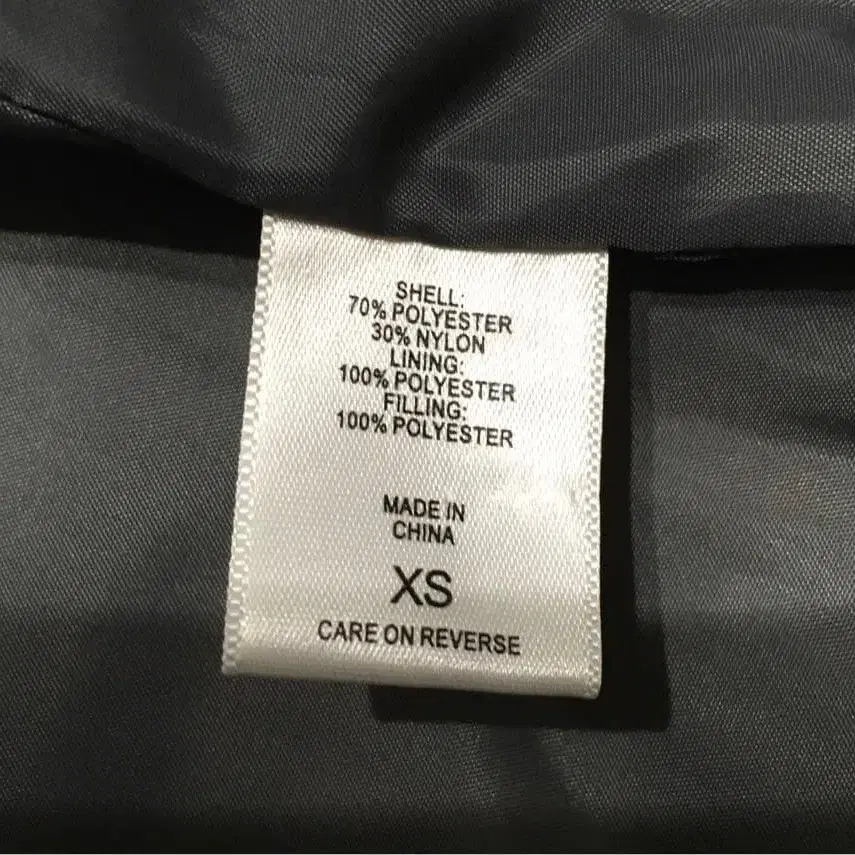 SHELL:
70% POLYESTER
30% NYLON
LINING:
100% POLYESTER
FILLING:
100% POLYESTER
MADE IN
CHINA
XS
CARE ON REVERSE